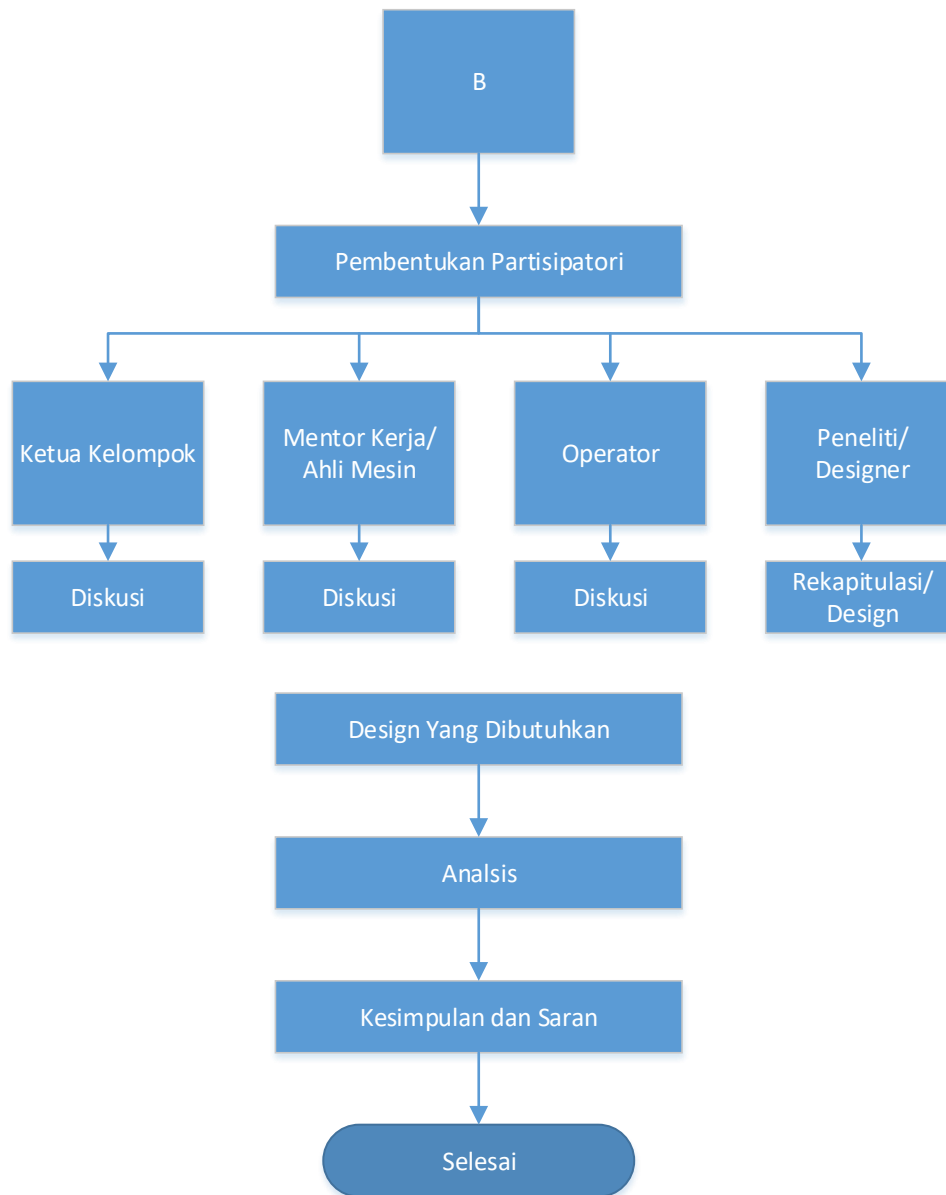 B
Pembentukan Partisipatori
Ketua Kelompok
Mentor Kerja/
Ahli Mesin
Operator
Peneliti/
Designer
Diskusi
Diskusi
Diskusi
Rekapitulasi/
Design
Design Yang Dibutuhkan
Analsis
Kesimpulan dan Saran
Selesai